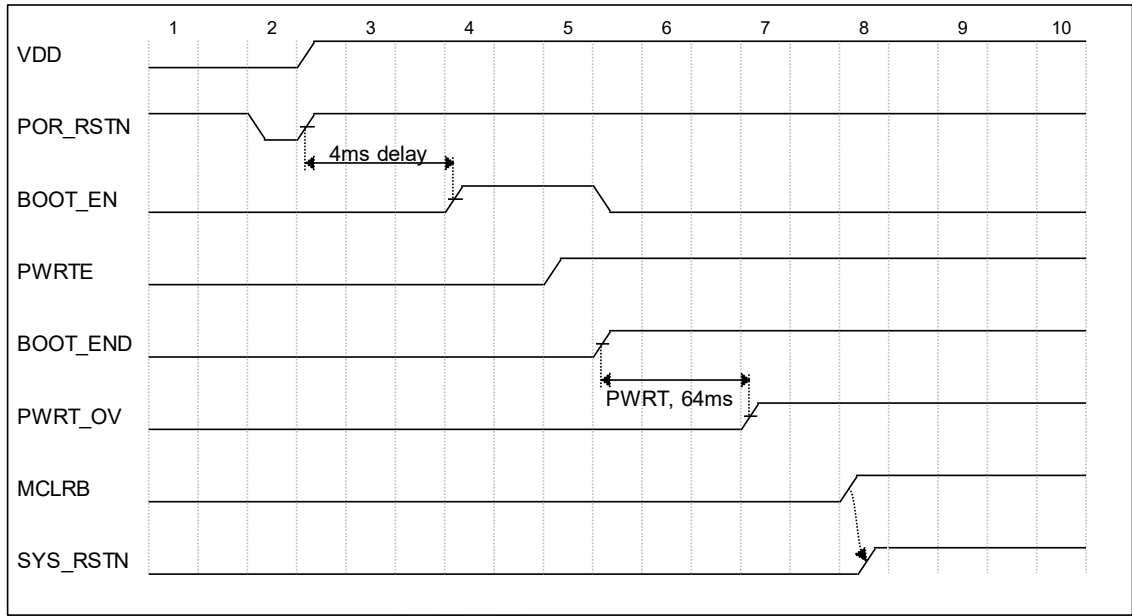 1 2 3 4 5 6 7 8 9 10
VDD
POR_RSTN
4ms delay
BOOT_EN
PWRTE
BOOT_END
PWRT, 64ms
PWRT_OV
MCLRB
SYS_RSTN